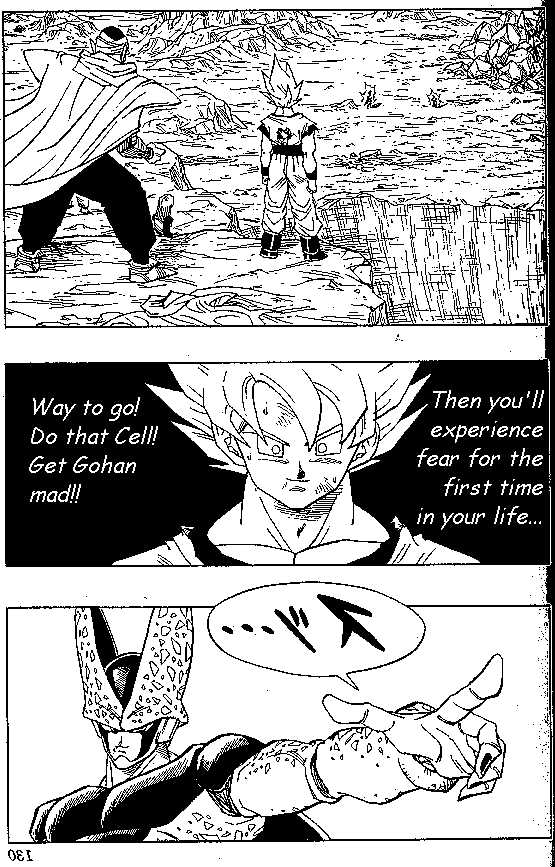 Way to go!
Do that Cell!
Get Gohan
mad!!
Then you'll
experience
fear for the
first time
in your life...
130